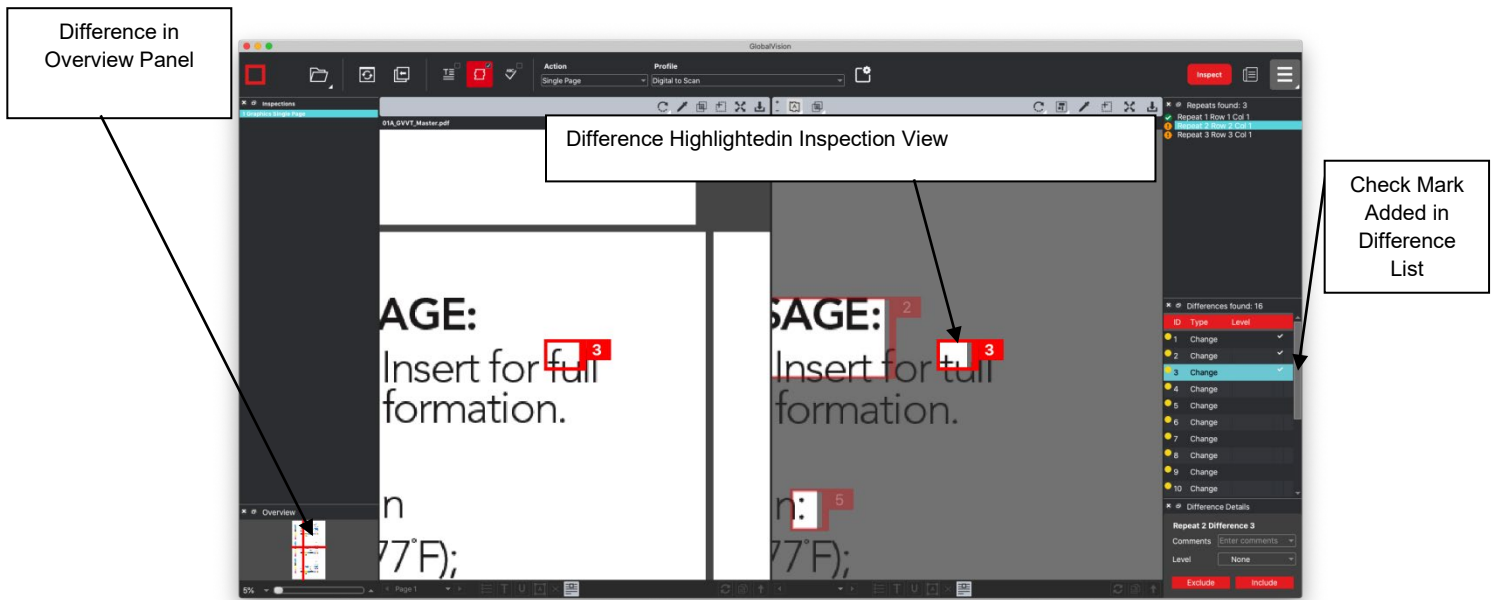 Difference in
Overview Panel
Difference Highlightedin Inspection View
Check Mark
Added in
Difference
List
GlobalVision
Action
Profile
Single Page
Digital to Scan
Inspect
Inspections
1 Graphics Single Page
01A_GVVT_Master.pdf
Repeats found: 3
Repeat 1 Row 1 Col 1
Repeat 2 Row 2 Col 1
Repeat 3 Row 3 Col 1
AGE:
3
Insert for full
formation.
n
77°F);
SAGE:
2
3
Insert for tull
formation.
n:
5
77°F);
Differences found: 16
ID Type Level
1 Change
2 Change
3 Change
4 Change
5 Change
6 Change
7 Change
8 Change
9 Change
10 Change
Difference Details
Repeat 2 Difference 3
Comments Enter comments
Level None
Exclude Include
Overview
5%
Page 1